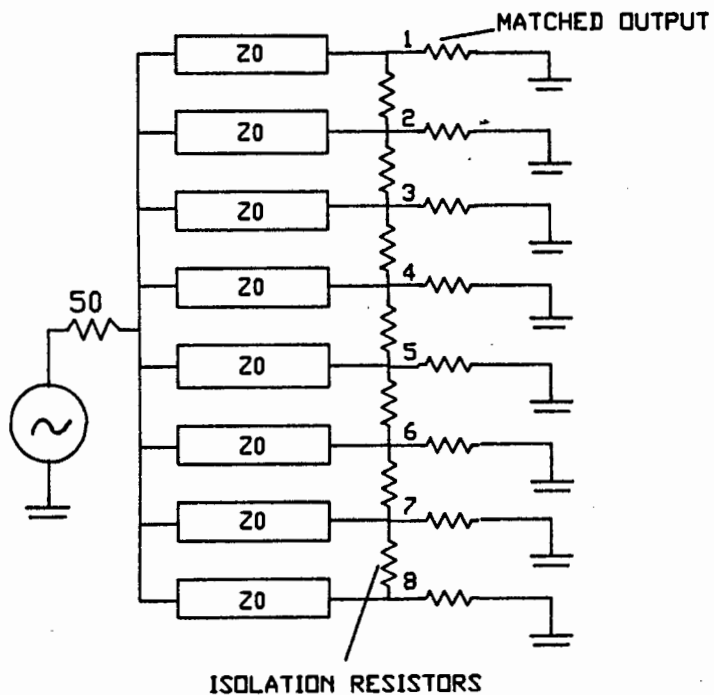 MATCHED OUTPUT
Z0 1
Z0 2
Z0 3
Z0 4
50
Z0 5
Z0 6
Z0 7
Z0 8
ISOLATION RESISTORS